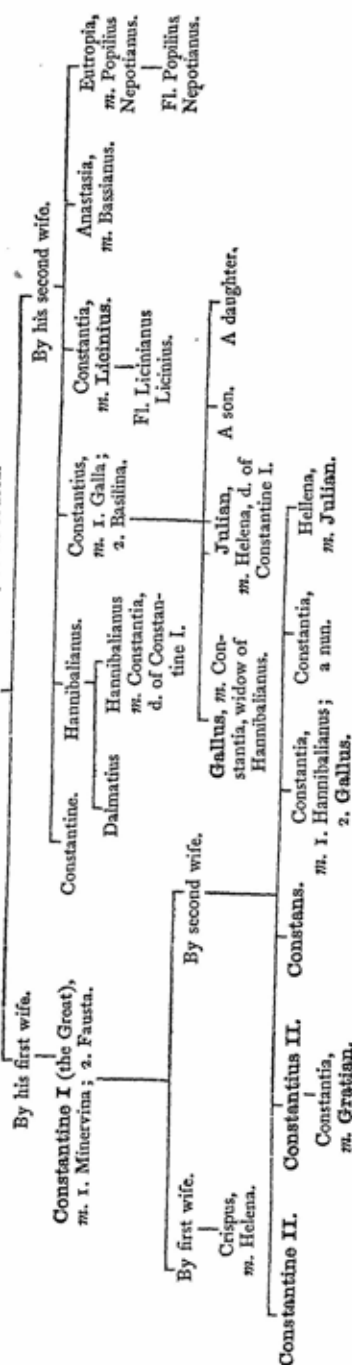 By his first wife.
By his second wife.
Constantine I (the Great),
m. 1. Minervina; 2. Fausta.
Constantine.
Hannibalianus.
Constantius,
m. 1. Galla;
2. Basilina.
Constantia,
m. Licinius.
Anastasia,
m. Bassianus.
Eutropia,
m. Popilius
Nepotianus.
Dalmatius
Hannibalianus
m. Constantia,
d. of Constan-
tine I.
Fl. Licinianus
Licinius.
Fl. Popilius
Nepotianus.
Gallus, m. Con-
stantia, widow of
Hannibalianus.
Julian,
m. Helena, d. of
Constantine I.
A son.
A daughter.
By first wife.
By second wife.
Crispus,
m. Helena.
Constantine II.
Constantius II.
Constans.
Constantia,
m. 1. Hannibalianus;
2. Gallus.
Constantia,
a nun.
Hellena,
m. Julian.
Constantia,
m. Gratian.